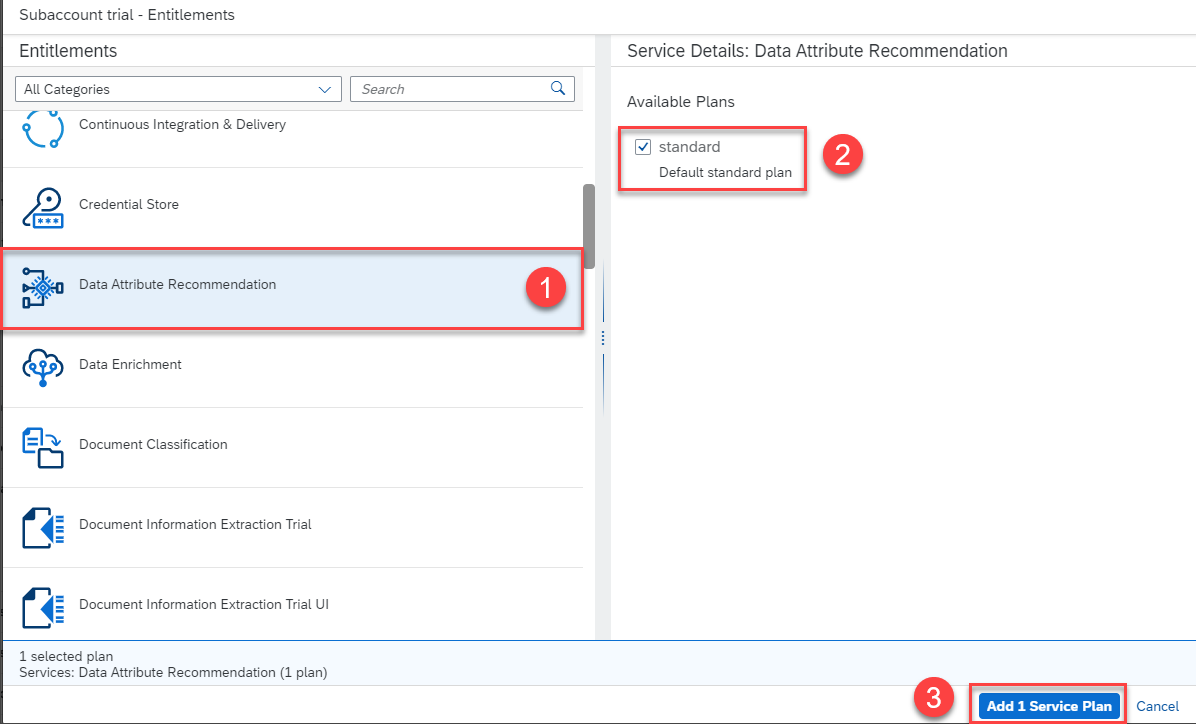 Subaccount trial - Entitlements
Entitlements
All Categories
Search
Continuous Integration & Delivery
Credential Store
***
Data Attribute Recommendation
1
Data Enrichment
Document Classification
Document Information Extraction Trial
Document Information Extraction Trial UI
Service Details: Data Attribute Recommendation
Available Plans
standard
Default standard plan
2
1 selected plan
Services: Data Attribute Recommendation (1 plan)
3
Add 1 Service Plan
Cancel